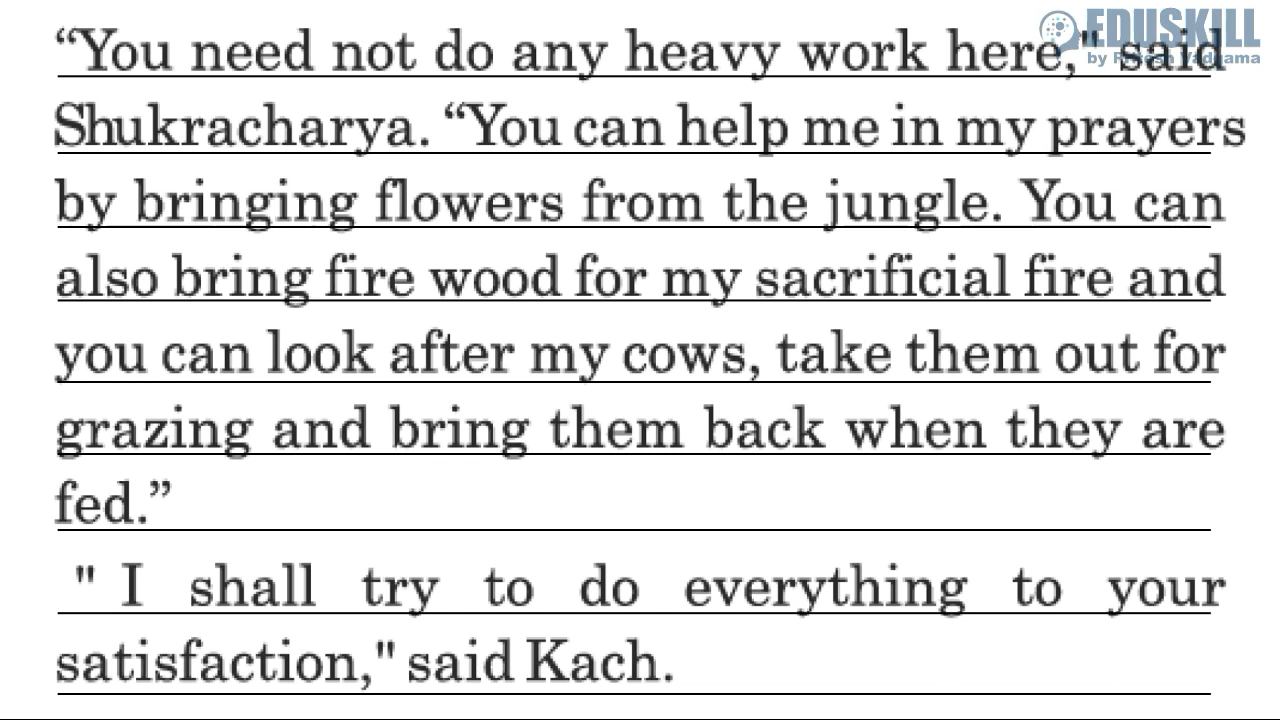 EDUSKILL
by Ritesh Vadgama
“You need not do any heavy work here," said
Shukracharya. “You can help me in my prayers
by bringing flowers from the jungle. You can
also bring fire wood for my sacrificial fire and
you can look after my cows, take them out for
grazing and bring them back when they are
fed.”
" I shall try to do everything to your
satisfaction," said Kach.